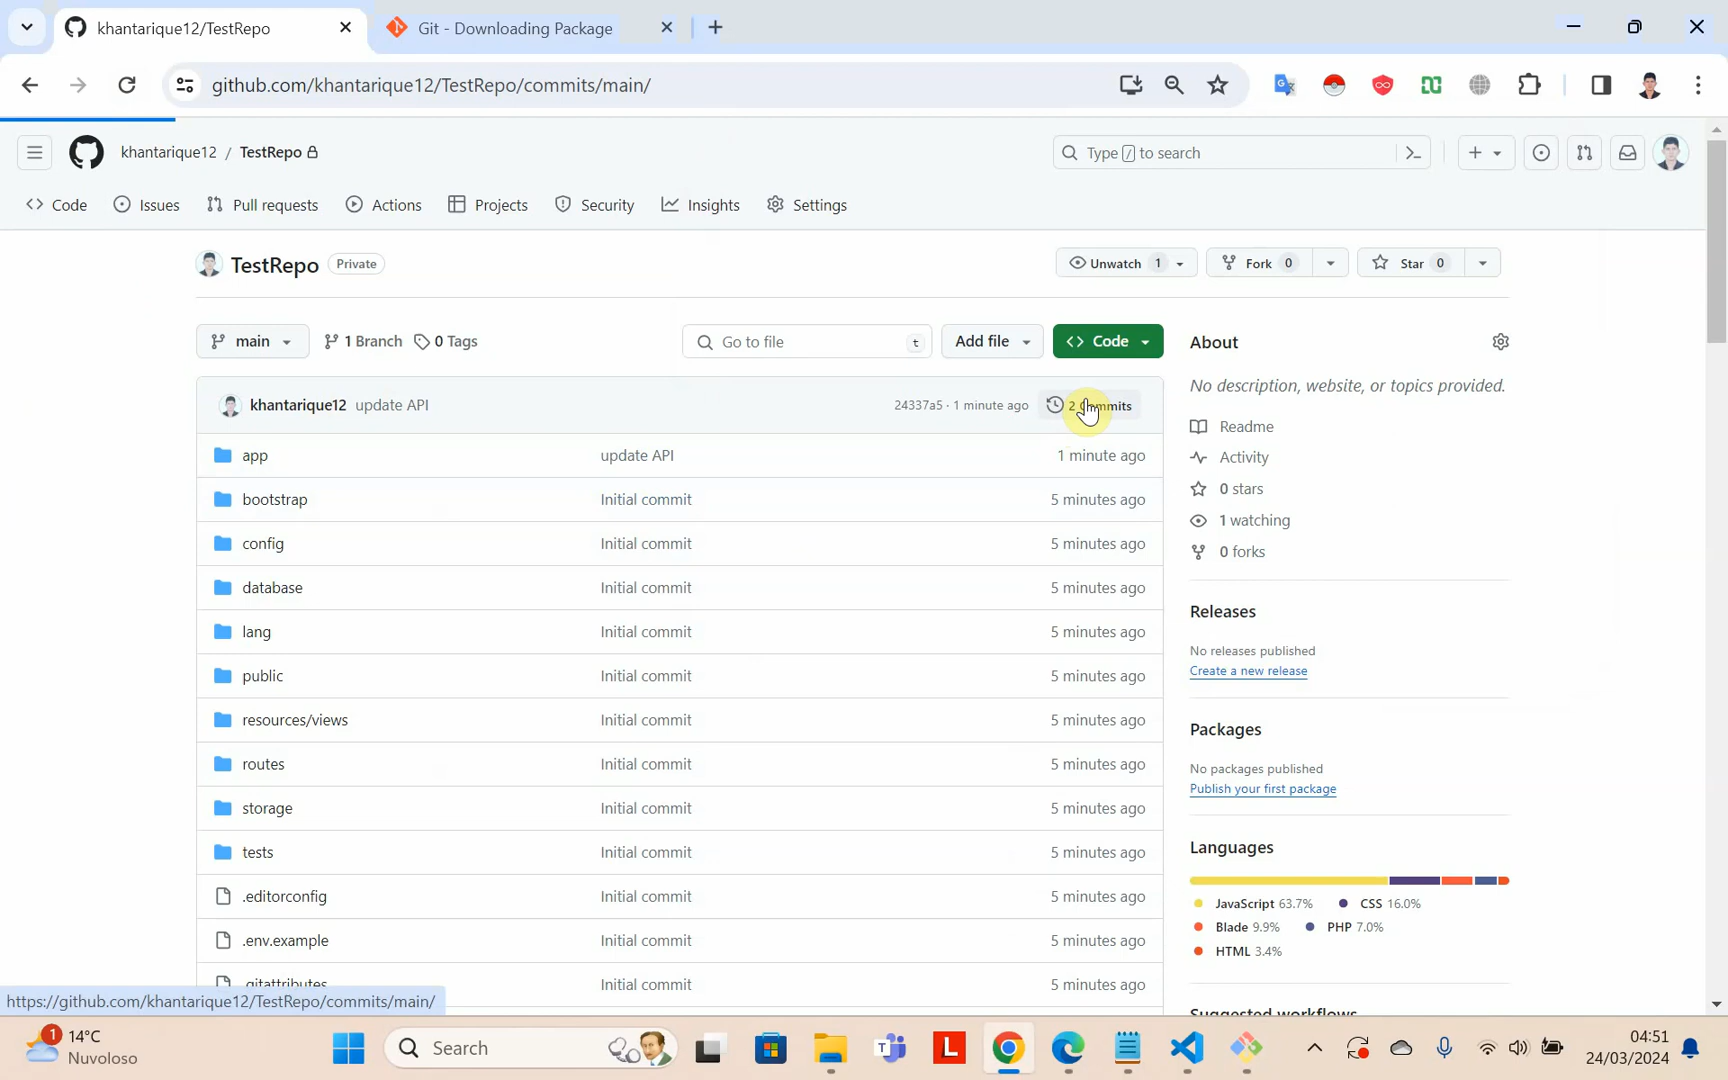 khantarique12/TestRepo
Git - Downloading Package
github.com/khantarique12/TestRepo/commits/main/
khantarique12 / TestRepo
Type / to search
Code
Issues
Pull requests
Actions
Projects
Security
Insights
Settings
TestRepo Private
Unwatch 1
Fork 0
Star 0
main
1 Branch
0 Tags
Go to file t
Add file
Code
khantarique12 update API
24337a5 · 1 minute ago
2 Commits
app update API 1 minute ago
bootstrap Initial commit 5 minutes ago
config Initial commit 5 minutes ago
database Initial commit 5 minutes ago
lang Initial commit 5 minutes ago
public Initial commit 5 minutes ago
resources/views Initial commit 5 minutes ago
routes Initial commit 5 minutes ago
storage Initial commit 5 minutes ago
tests Initial commit 5 minutes ago
.editorconfig Initial commit 5 minutes ago
.env.example Initial commit 5 minutes ago
.gitattributes Initial commit 5 minutes ago
About
No description, website, or topics provided.
Readme
Activity
0 stars
1 watching
0 forks
Releases
No releases published
Create a new release
Packages
No packages published
Publish your first package
Languages
JavaScript 63.7% CSS 16.0%
Blade 9.9% PHP 7.0%
HTML 3.4%
Suggested workflows
https://github.com/khantarique12/TestRepo/commits/main/
1
14°C
Nuvoloso
Search
T
L
04:51
24/03/2024